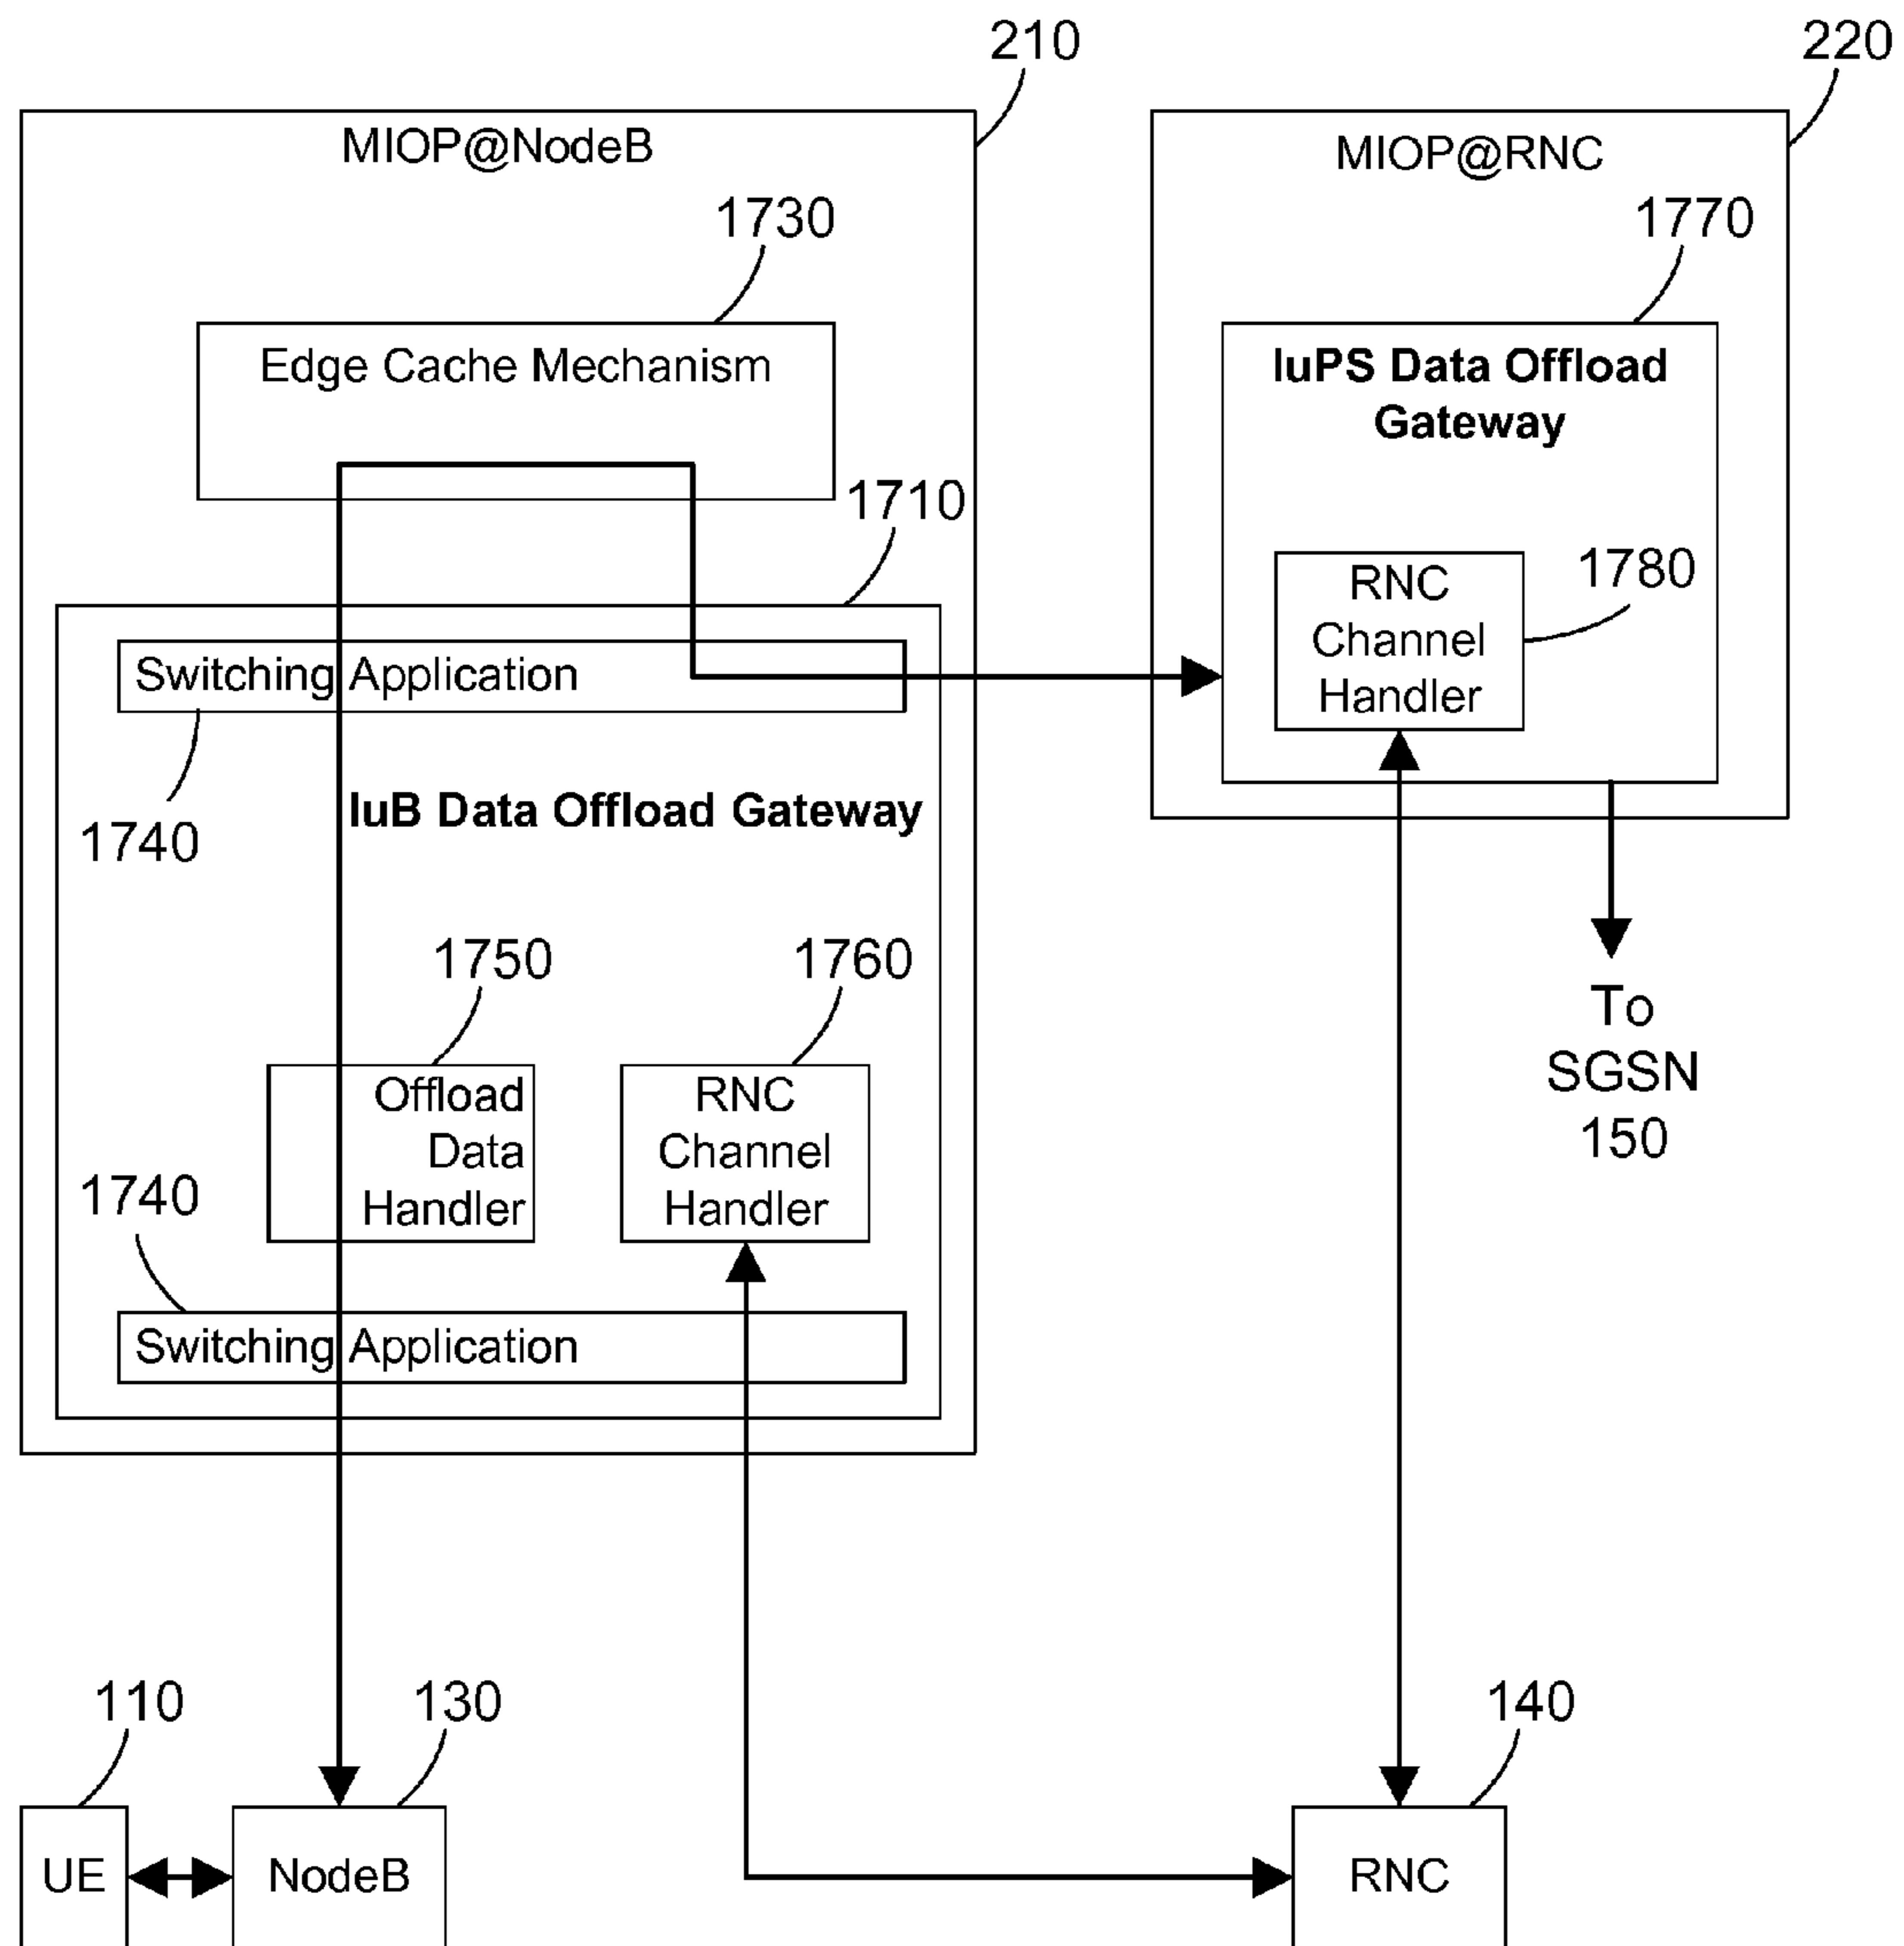 210
220
MIOP@NodeB
MIOP@RNC
1730
1770
Edge Cache Mechanism
IuPS Data Offload
Gateway
1710
RNC
Channel
Handler
1780
Switching Application
1740
IuB Data Offload Gateway
1750
1760
To
SGSN
150
Offload
Data
Handler
RNC
Channel
Handler
1740
Switching Application
110
130
140
UE
NodeB
RNC